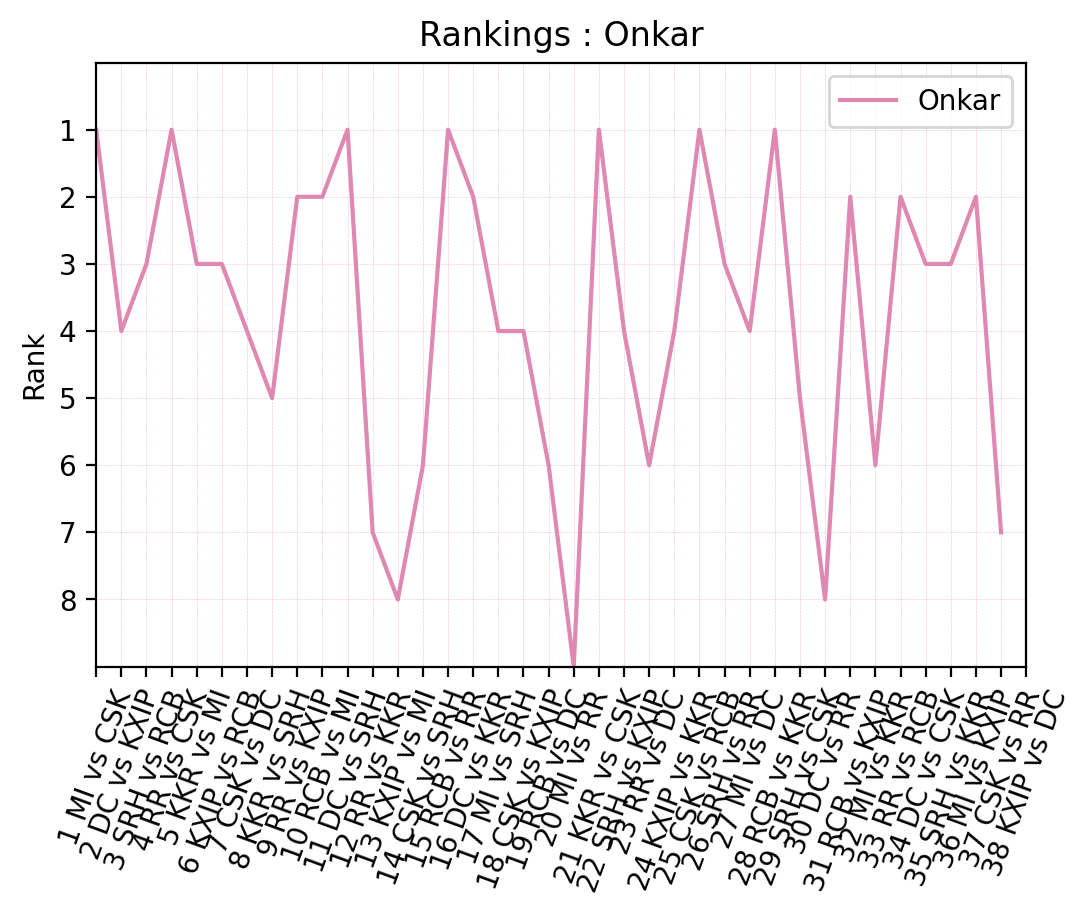 Rankings : Onkar
Onkar
Rank
1
2
3
4
5
6
7
8
1 MI vs CSK
2 DC vs KXIP
3 SRH vs RCB
4 RR vs CSK
5 KKR vs MI
6 KXIP vs RCB
7 CSK vs DC
8 KKR vs SRH
9 RR vs KXIP
10 RCB vs MI
11 DC vs SRH
12 RR vs KKR
13 KXIP vs MI
14 CSK vs SRH
15 RCB vs RR
16 DC vs KKR
17 MI vs SRH
18 CSK vs KXIP
19 RCB vs DC
20 MI vs RR
21 KKR vs CSK
22 SRH vs KXIP
23 RR vs DC
24 KXIP vs KKR
25 CSK vs RCB
26 SRH vs RR
27 MI vs DC
28 RCB vs KKR
29 SRH vs CSK
30 DC vs RR
31 RCB vs KXIP
32 MI vs KKR
33 RR vs RCB
34 DC vs CSK
35 SRH vs KKR
36 MI vs KXIP
37 CSK vs RR
38 KXIP vs DC